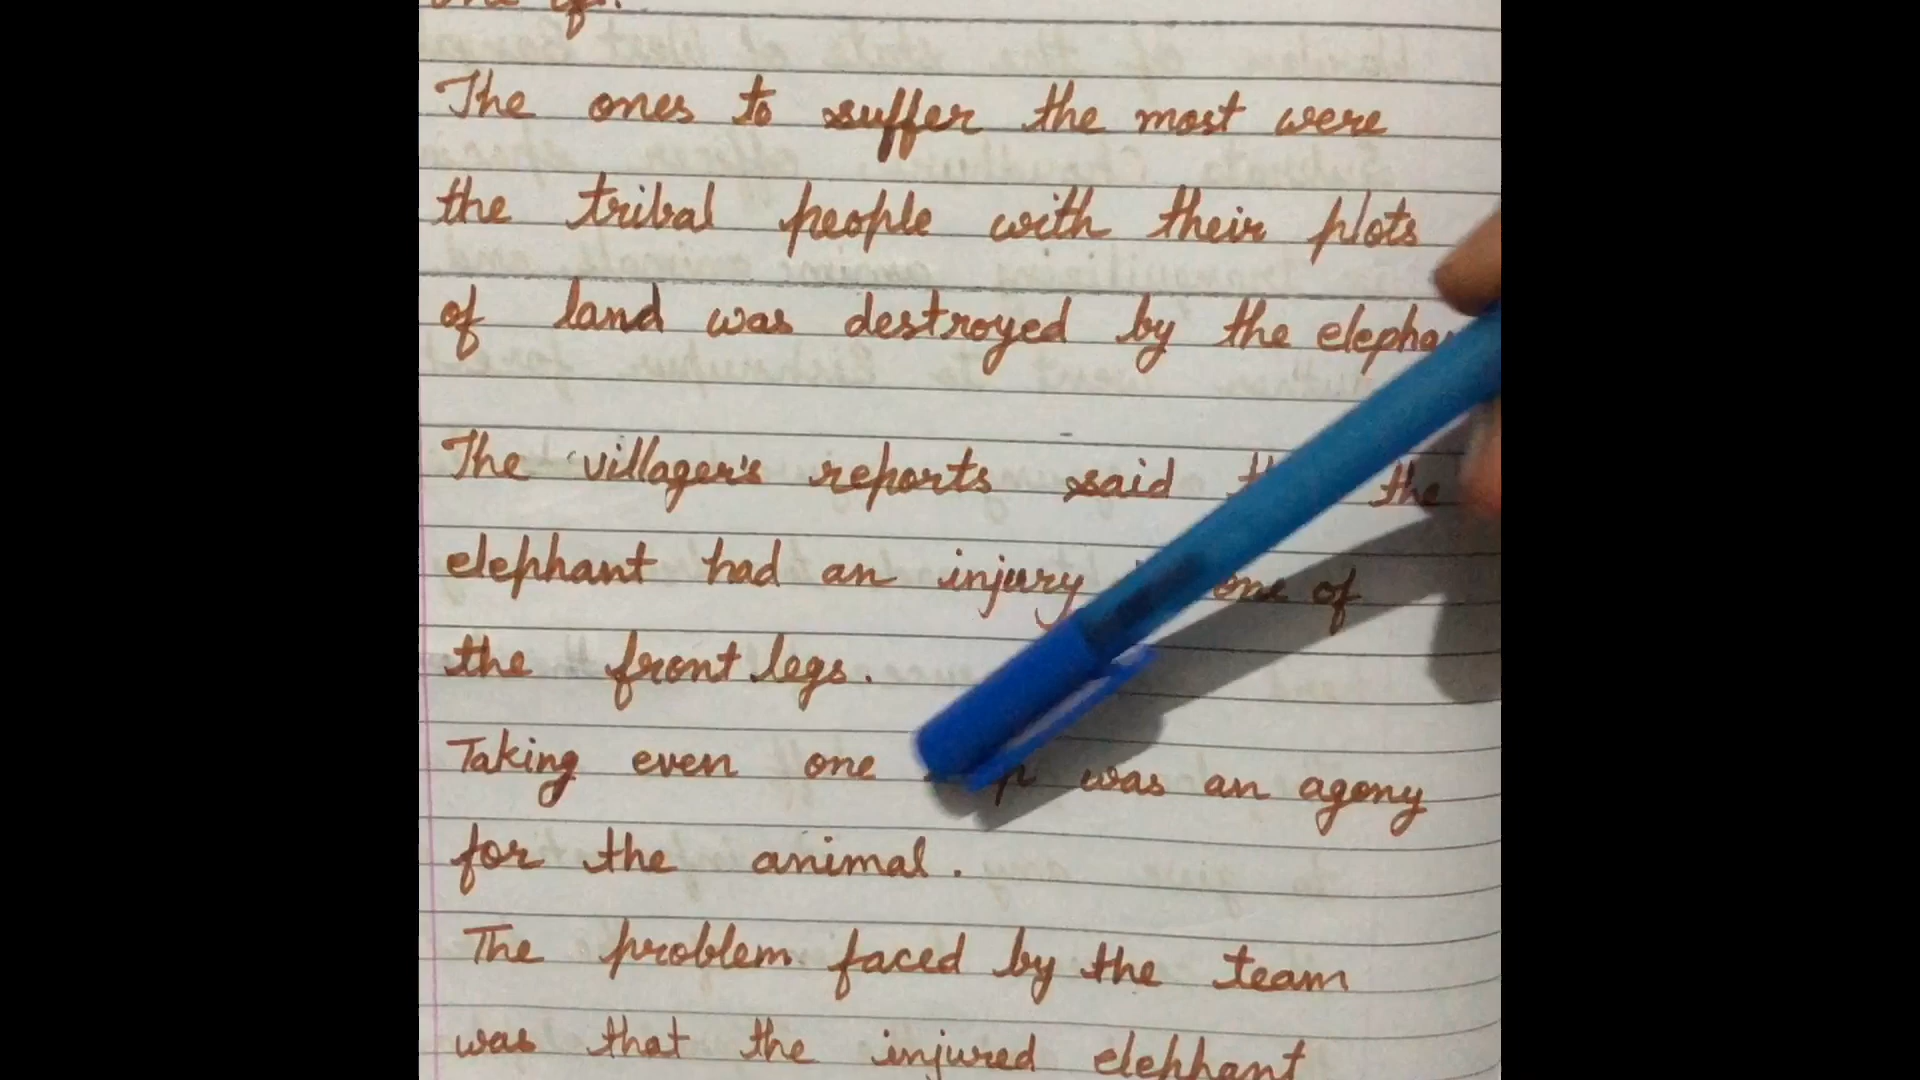 The ones to suffer the most were
the tribal people with their plots
of land was destroyed by the
The villager's reports said the
elephant had an injury one of
the front legs.
Taking even one was an agony
for the animal.
The problem faced by the team
was that the injured elephant